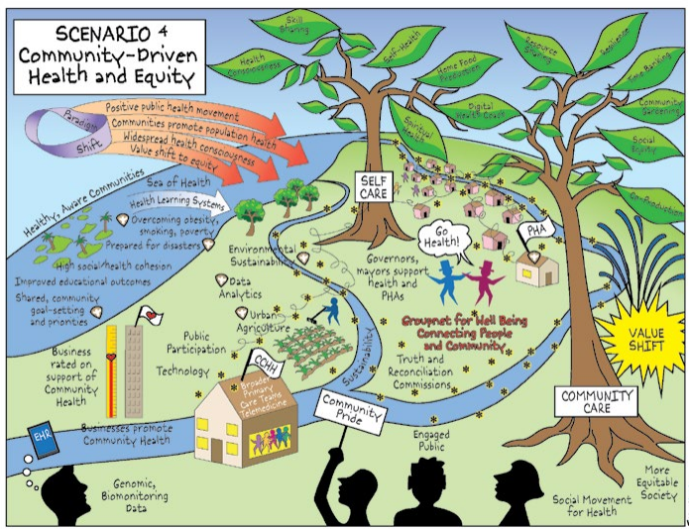 SCENARIO 4
Community-Driven
Health and Equity
Skill
Sharing
Health
Consciousness
Self-Health
Home Food
Production
Digital
Health Coach
Spiritual
Health
Resource
Sharing
Resilience
Time Banking
Community
Gardening
Social
Equity
Co-Production
Paradigm
Shift
Positive public health movement
Communities promote population health
Widespread health consciousness
Value shift to equity
Healthy, Aware Communities
Sea of Health
Health Learning Systems
Overcoming obesity,
smoking, poverty
Prepared for disasters
High social/health cohesion
Improved educational outcomes
Shared, community
goal-setting
and priorities
SELF
CARE
Go
Health!
PHA
Environmental
Sustainability
Governors,
mayors support
health and
PHAs
Data
Analytics
Urban
Agriculture
Groupnet for Well Being
Connecting People
and Community
VALUE
SHIFT
Sustainability
Public
Participation
Technology
Business
rated on
support of
Community
Health
Truth and
Reconciliation
Commissions
CCHH
Broader
Primary
Care Teams
Telemedicine
COMMUNITY
CARE
Community
Pride
Businesses promote
Community Health
EHR
Engaged
Public
Genomic,
Biomonitoring
Data
Social Movement
for Health
More
Equitable
Society